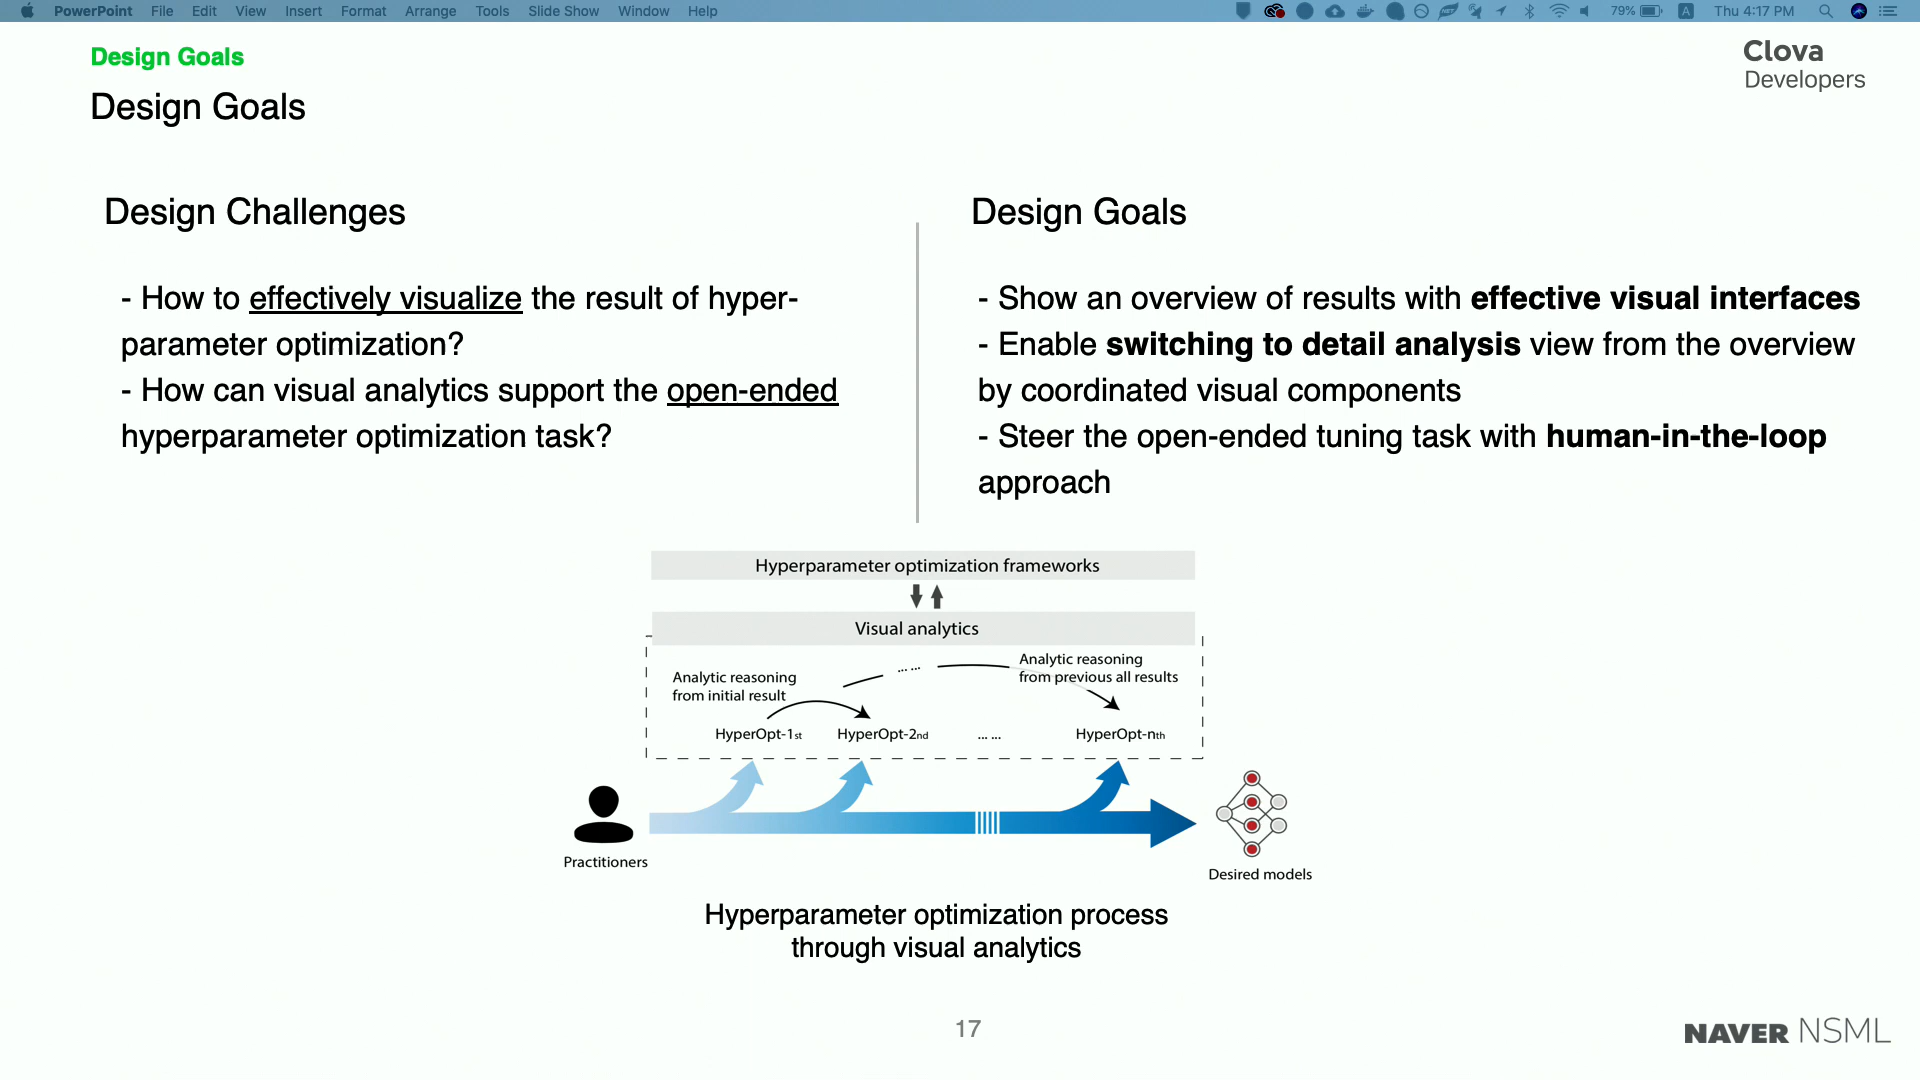 PowerPoint File Edit View Insert Format Arrange Tools Slide Show Window Help 79% A Thu 4:17 PM
Design Goals
Clova
Developers
Design Goals
Design Challenges
- How to effectively visualize the result of hyper-
parameter optimization?
- How can visual analytics support the open-ended
hyperparameter optimization task?
Design Goals
- Show an overview of results with effective visual interfaces
- Enable switching to detail analysis view from the overview
by coordinated visual components
- Steer the open-ended tuning task with human-in-the-loop
approach
Hyperparameter optimization frameworks
Visual analytics
Analytic reasoning
from initial result
... ...
Analytic reasoning
from previous all results
HyperOpt-1st HyperOpt-2nd ... ... HyperOpt-nth
Practitioners
Desired models
Hyperparameter optimization process
through visual analytics
17
NAVER NSML